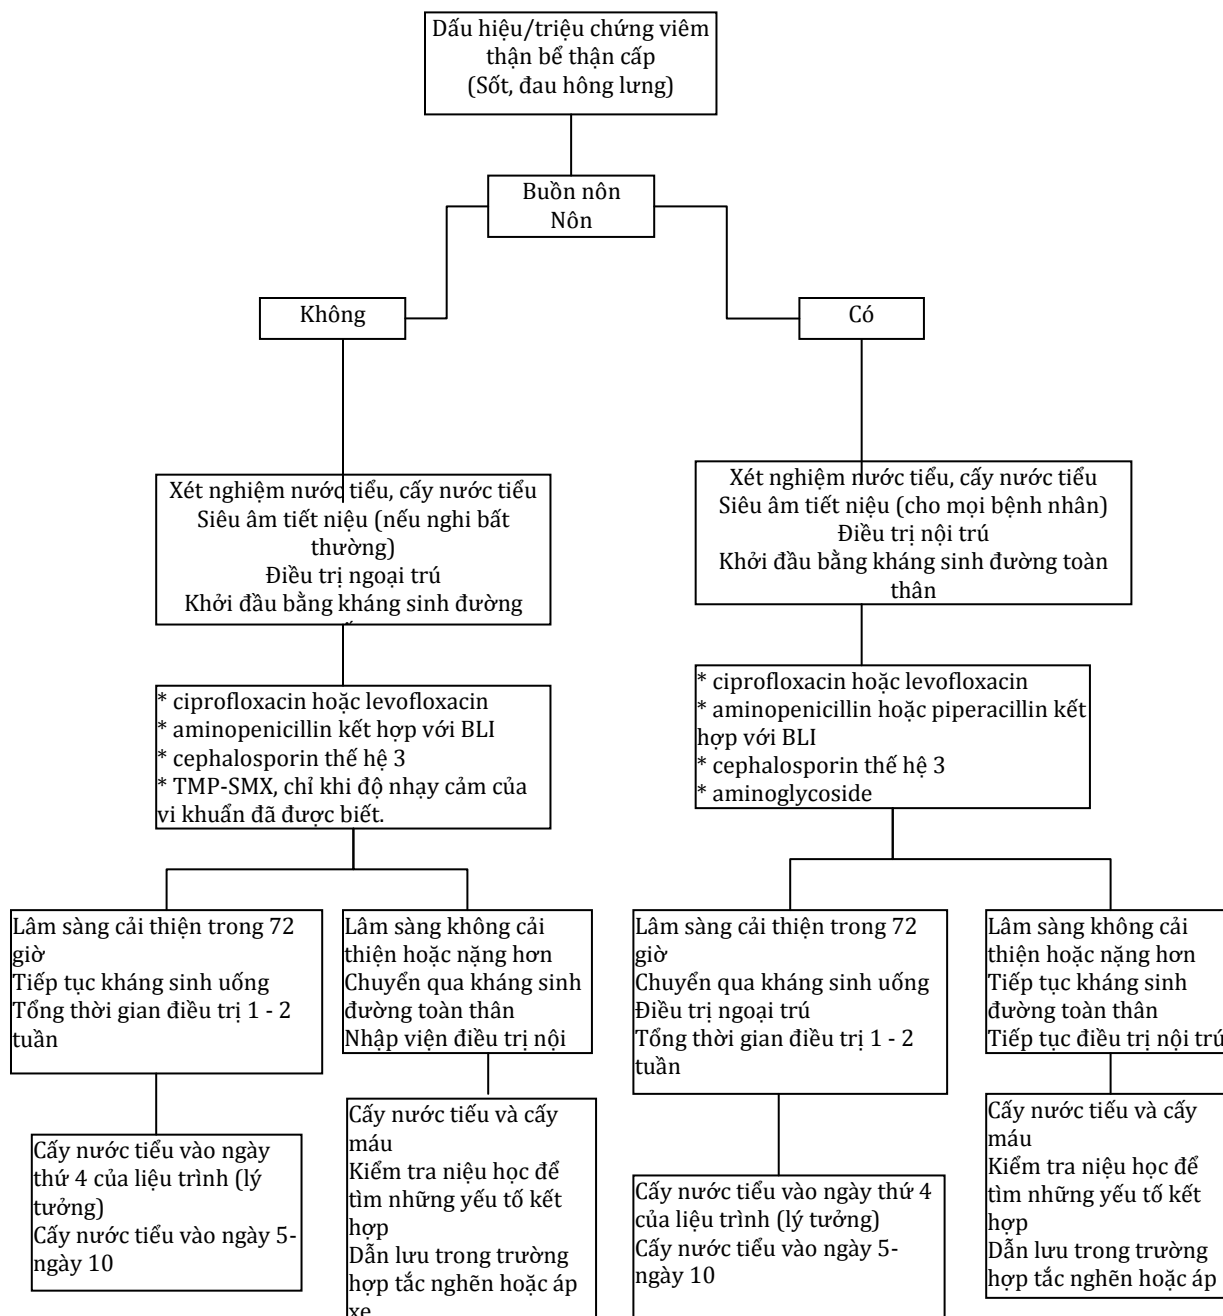 Dấu hiệu/triệu chứng viêm
thận bể thận cấp
(Sốt, đau hông lưng)
Buồn nôn
Nôn
Không
Có
Xét nghiệm nước tiểu, cấy nước tiểu
Siêu âm tiết niệu (nếu nghi bất
thường)
Điều trị ngoại trú
Khởi đầu bằng kháng sinh đường
Xét nghiệm nước tiểu, cấy nước tiểu
Siêu âm tiết niệu (cho mọi bệnh nhân)
Điều trị nội trú
Khởi đầu bằng kháng sinh đường toàn
thân
* ciprofloxacin hoặc levofloxacin
* aminopenicillin kết hợp với BLI
* cephalosporin thế hệ 3
* TMP-SMX, chỉ khi độ nhạy cảm của
vi khuẩn đã được biết.
* ciprofloxacin hoặc levofloxacin
* aminopenicillin hoặc piperacillin kết
hợp với BLI
* cephalosporin thế hệ 3
* aminoglycoside
Lâm sàng cải thiện trong 72
giờ
Tiếp tục kháng sinh uống
Tổng thời gian điều trị 1 - 2
tuần
Lâm sàng không cải
thiện hoặc nặng hơn
Chuyển qua kháng sinh
đường toàn thân
Nhập viện điều trị nội
Lâm sàng cải thiện trong 72
giờ
Chuyển qua kháng sinh uống
Điều trị ngoại trú
Tổng thời gian điều trị 1 - 2
tuần
Lâm sàng không cải
thiện hoặc nặng hơn
Tiếp tục kháng sinh
đường toàn thân
Tiếp tục điều trị nội trú
Cấy nước tiểu vào ngày
thứ 4 của liệu trình (lý
tưởng)
Cấy nước tiểu vào ngày 5-
ngày 10
Cấy nước tiếu và cấy
máu
Kiểm tra niệu học để
tìm những yếu tố kết
hợp
Dẫn lưu trong trường
hợp tắc nghẽn hoặc áp
xe
Cấy nước tiểu vào ngày thứ 4
của liệu trình (lý tưởng)
Cấy nước tiểu vào ngày 5-
ngày 10
Cấy nước tiếu và cấy
máu
Kiểm tra niệu học để
tìm những yếu tố kết
hợp
Dẫn lưu trong trường
hợp tắc nghẽn hoặc áp